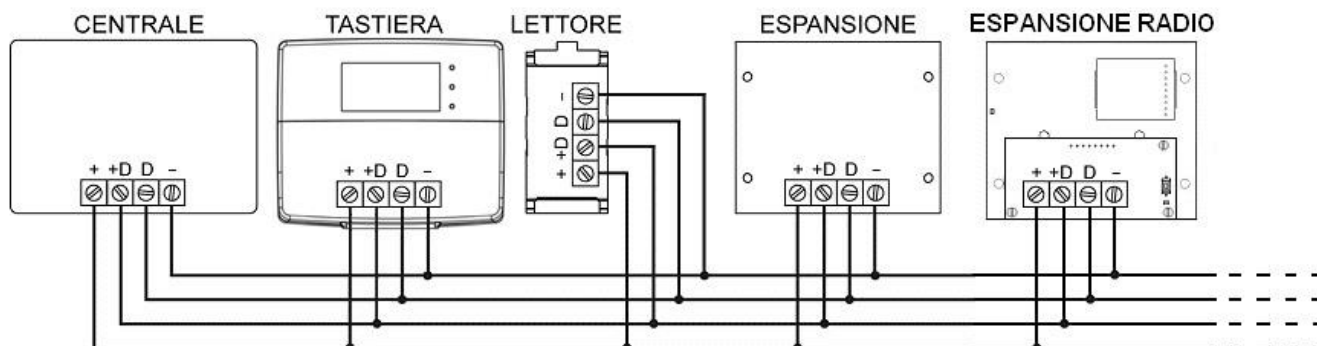 CENTRALE TASTIERA LETTORE ESPANSIONE ESPANSIONE RADIO
+ +D D –
+ +D D –
– D +D +
+ +D D –
+ +D D –